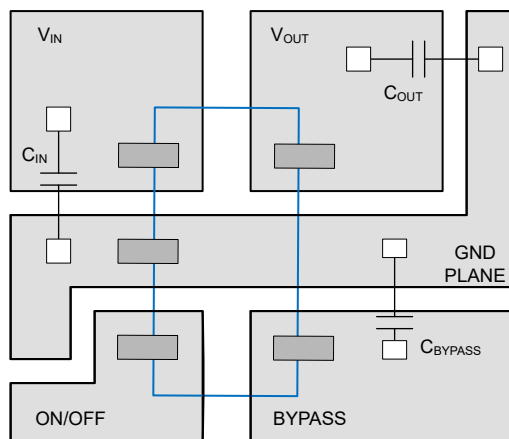 VIN
VOUT
COUT
CIN
GND
PLANE
CBYPASS
ON/OFF
BYPASS